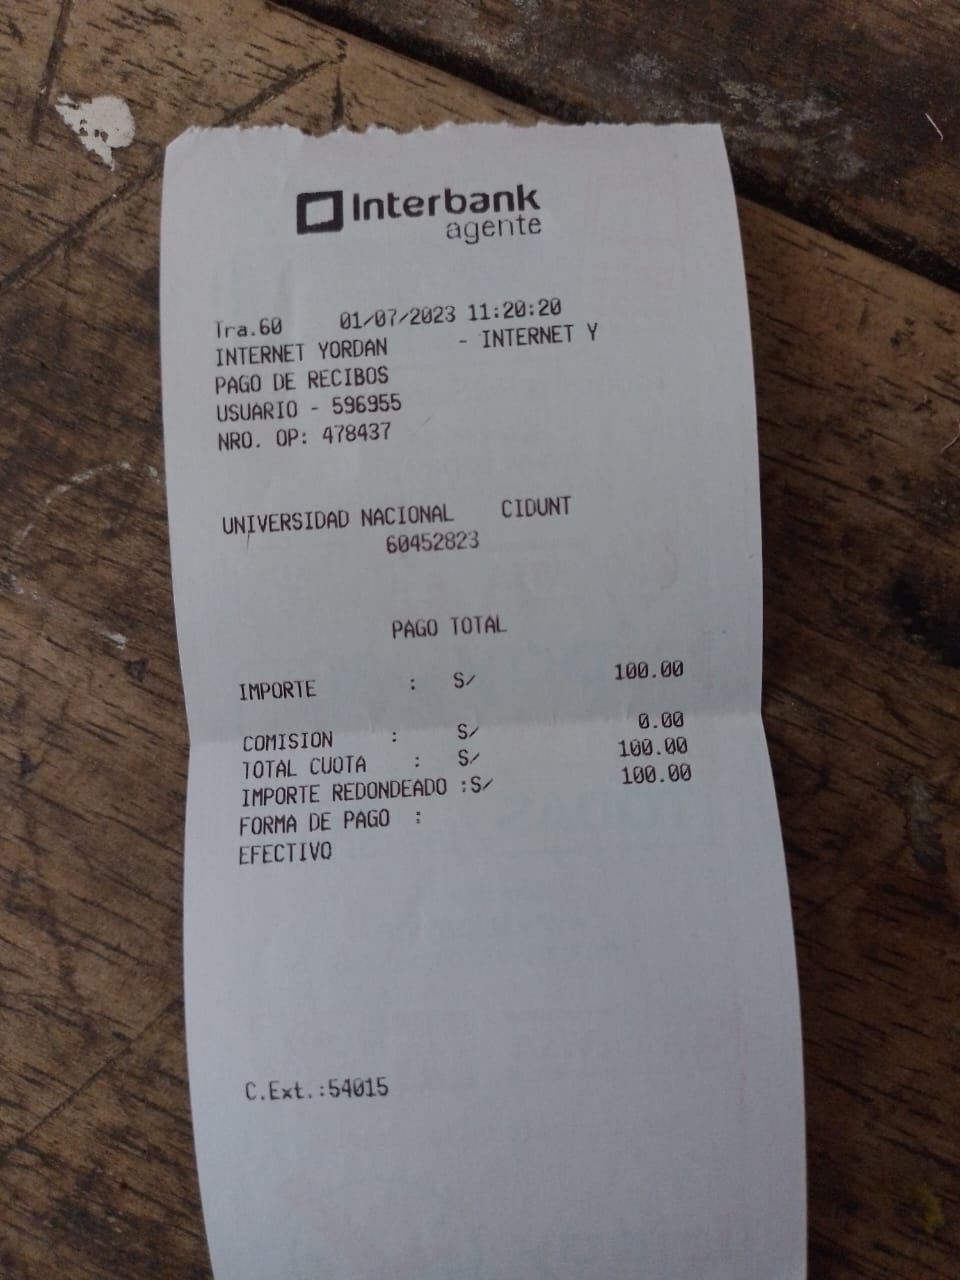 Interbank
agente
Tra.60 01/07/2023 11:20:20
INTERNET YORDAN - INTERNET Y
PAGO DE RECIBOS
USUARIO - 596955
NRO. OP: 478437
UNIVERSIDAD NACIONAL CIDUNT
60452823
PAGO TOTAL
IMPORTE : S/ 100.00
COMISION : S/ 0.00
TOTAL CUOTA : S/ 100.00
IMPORTE REDONDEADO :S/ 100.00
FORMA DE PAGO :
EFECTIVO
C.Ext.:54015